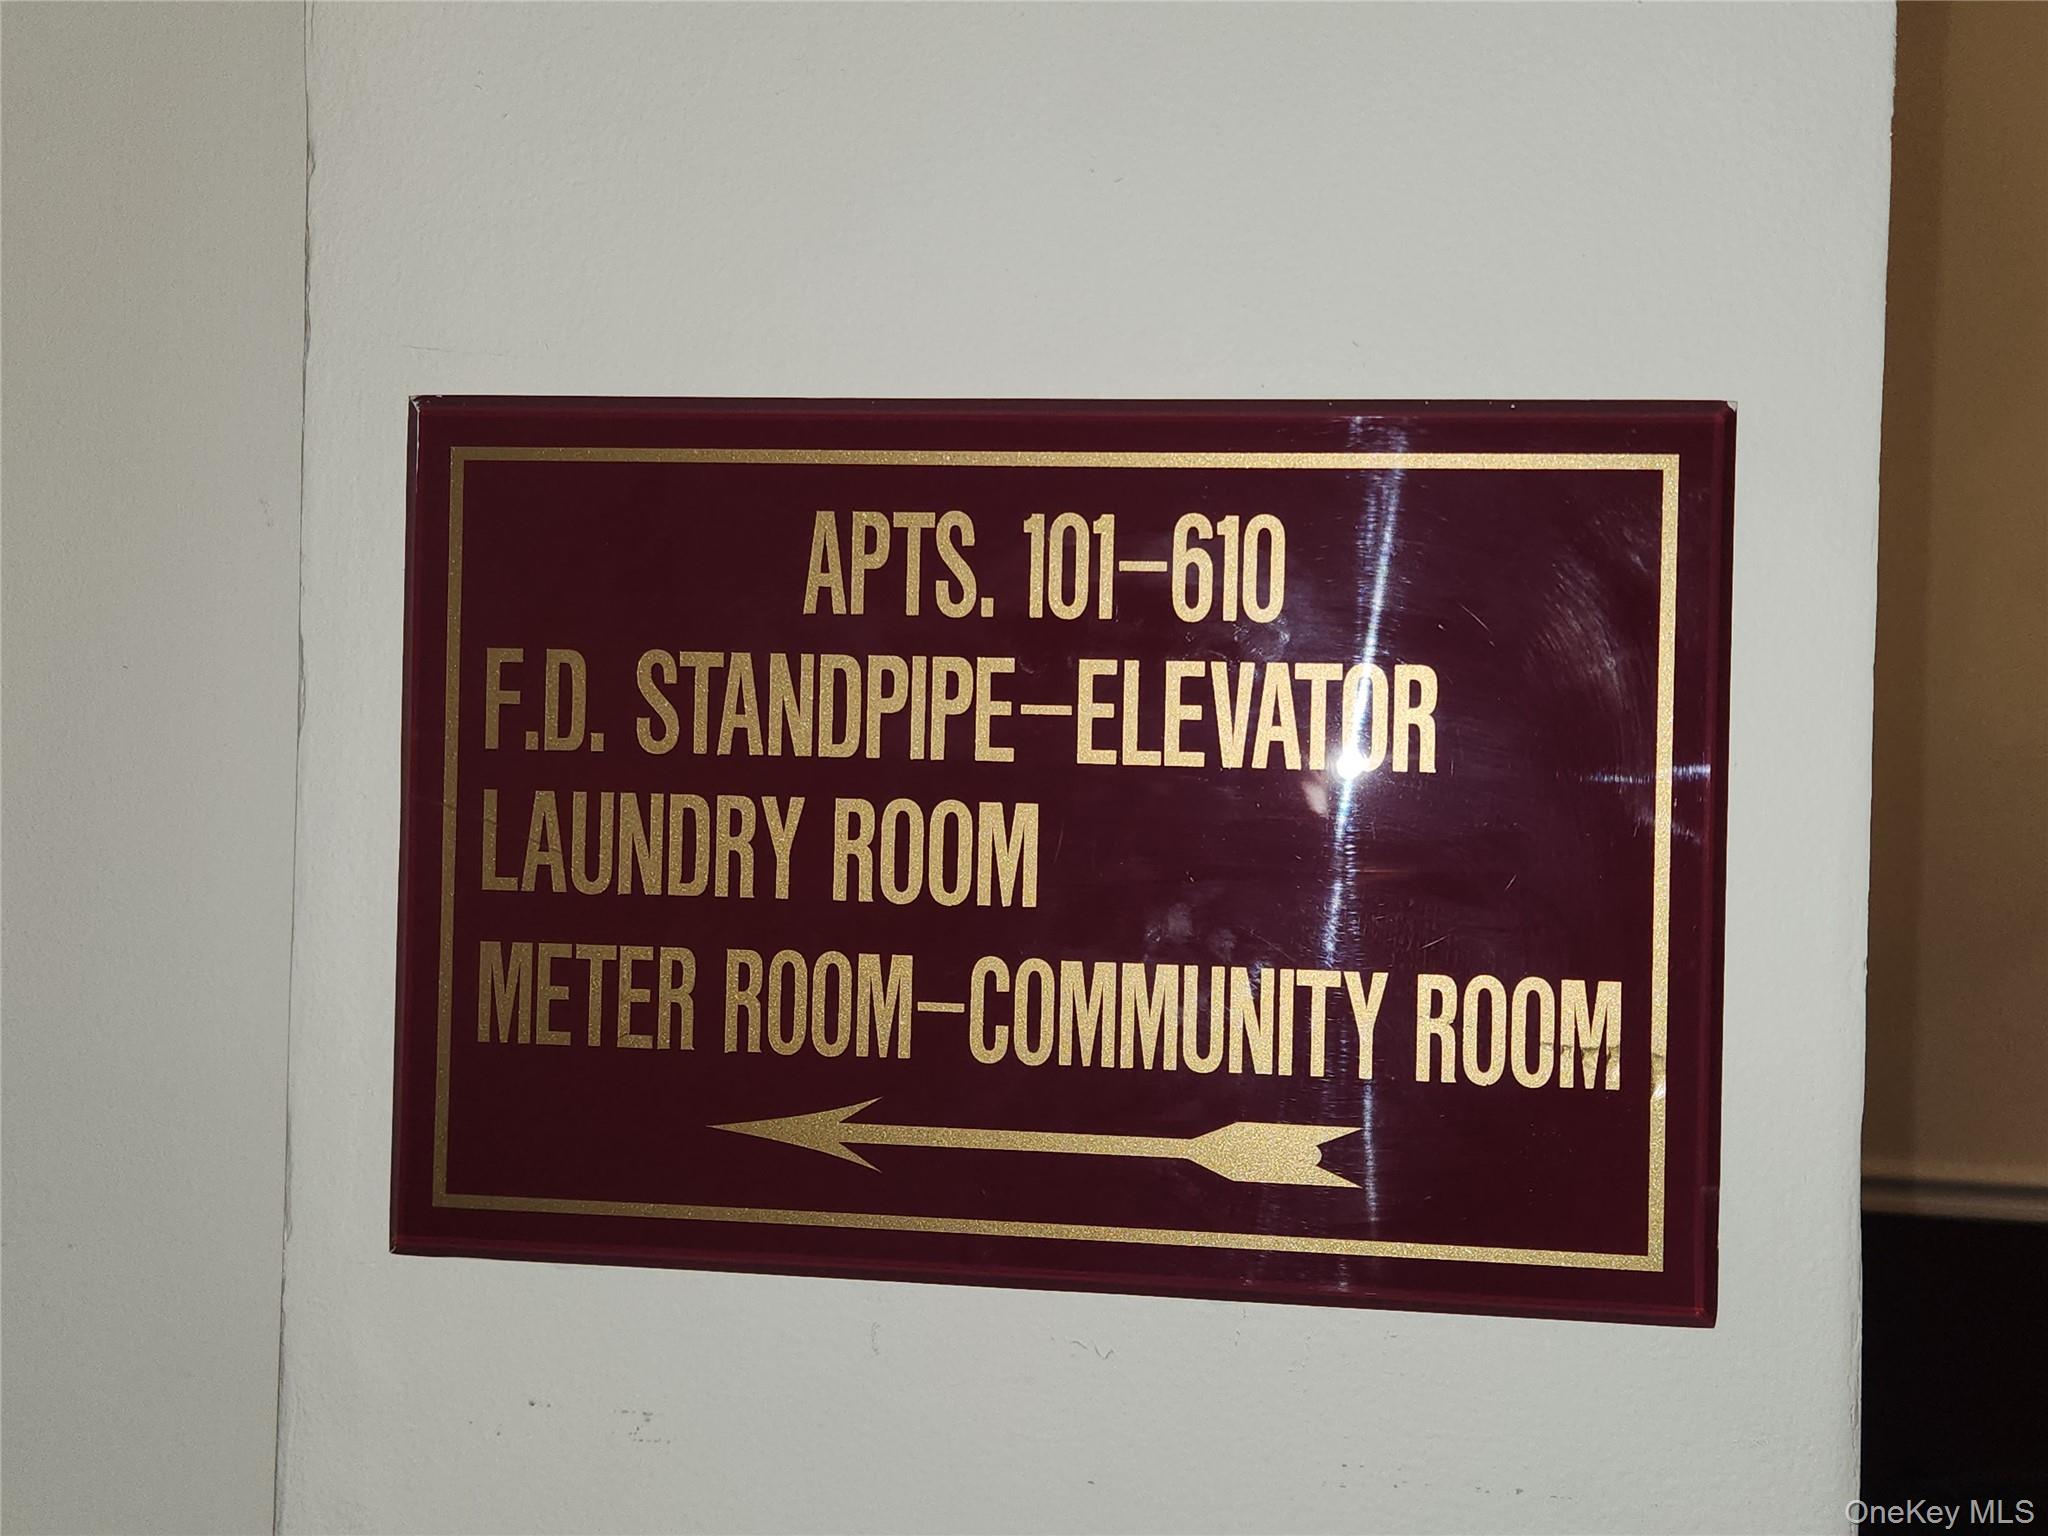 APTS. 101-610
F.D. STANDPIPE-ELEVATOR
LAUNDRY ROOM
METER ROOM-COMMUNITY ROOM
OneKey MLS